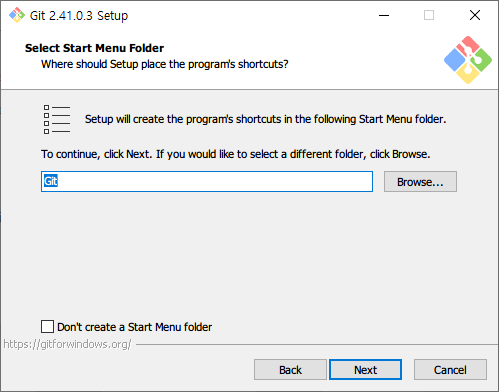 Git 2.41.0.3 Setup
Select Start Menu Folder
Where should Setup place the program's shortcuts?
Setup will create the program's shortcuts in the following Start Menu folder.
To continue, click Next. If you would like to select a different folder, click Browse.
Git
Browse...
Don't create a Start Menu folder
https://gitforwindows.org/
Back
Next
Cancel